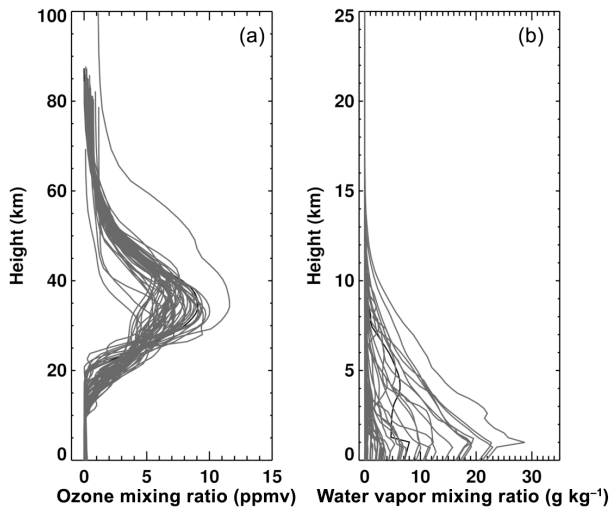 (a)
Height (km)
100
80
60
40
20
0
0 5 10 15
Ozone mixing ratio (ppmv)
(b)
Height (km)
25
20
15
10
5
0
0 10 20 30
Water vapor mixing ratio (g kg⁻¹)